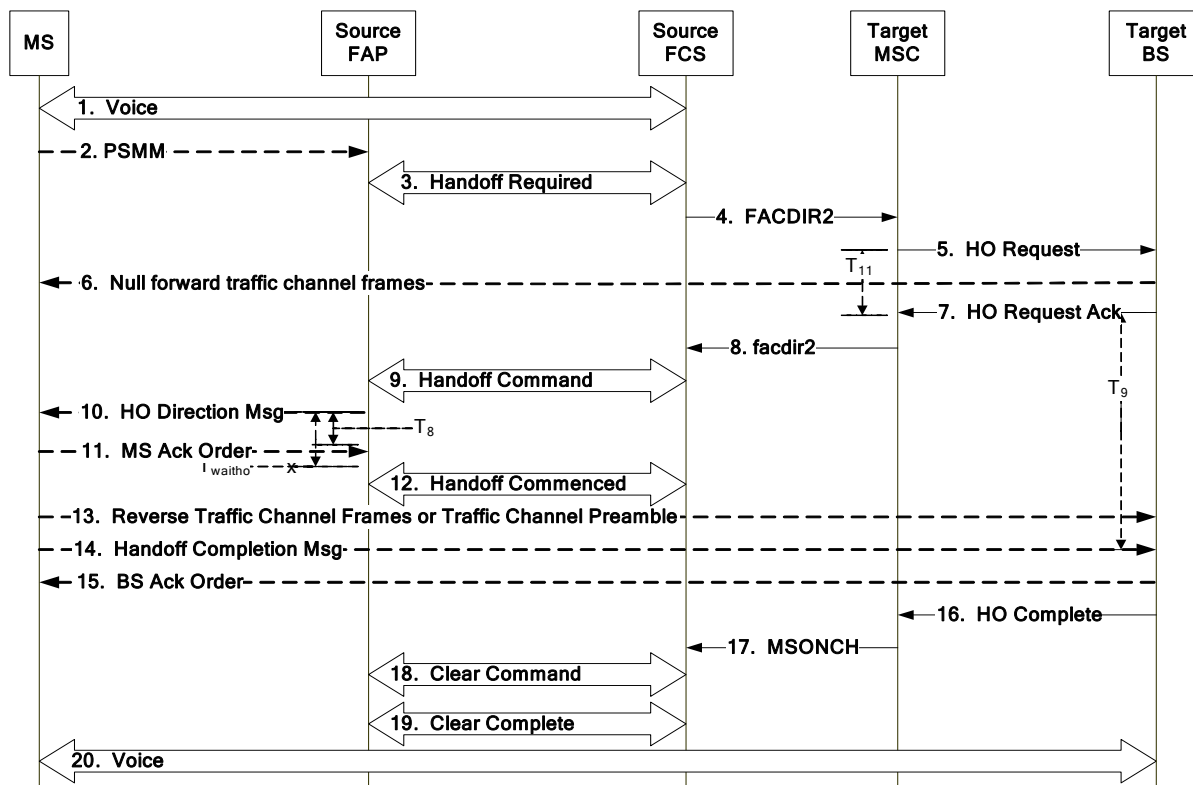 MS
Source
FAP
Source
FCS
Target
MSC
Target
BS
1. Voice
2. PSMM
3. Handoff Required
4. FACDIR2
5. HO Request
T11
6. Null forward traffic channel frames
7. HO Request Ack
8. facdir2
9. Handoff Command
T9
10. HO Direction Msg
T8
11. MS Ack Order
Twaitho
x
12. Handoff Commenced
13. Reverse Traffic Channel Frames or Traffic Channel Preamble
14. Handoff Completion Msg
15. BS Ack Order
16. HO Complete
17. MSONCH
18. Clear Command
19. Clear Complete
20. Voice